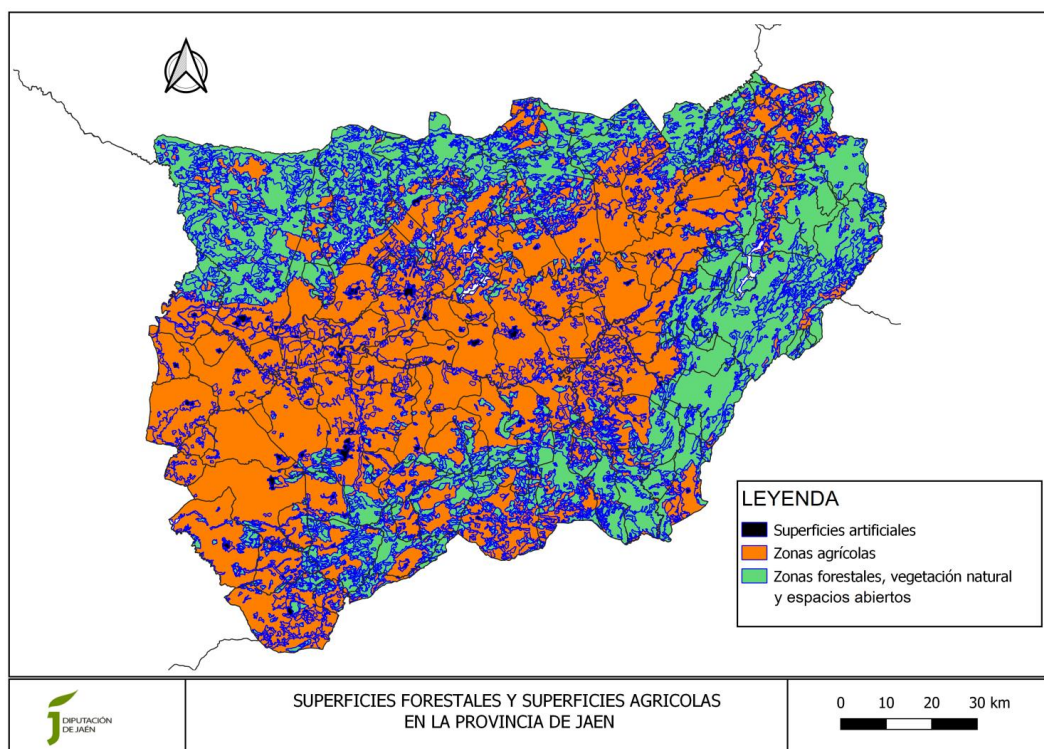 LEYENDA
Superficies artificiales
Zonas agrícolas
Zonas forestales, vegetación natural
y espacios abiertos
DIPUTACIÓN
DE JAÉN
SUPERFICIES FORESTALES Y SUPERFICIES AGRICOLAS
EN LA PROVINCIA DE JAEN
0 10 20 30 km